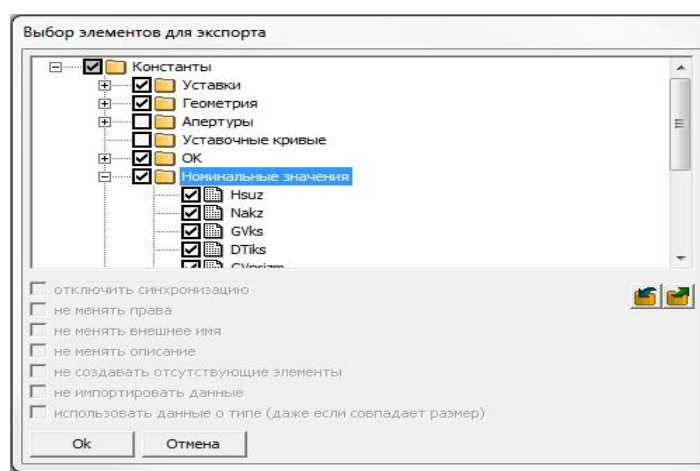 Выбор элементов для экспорта
Константы
Уставки
Геометрия
Апертуры
Уставочные кривые
ОК
Номинальные значения
Hsuz
Nakz
GVks
DTiks
GVprizm
отключить синхронизацию
не менять права
не менять внешнее имя
не менять описание
не создавать отсутствующие элементы
не импортировать данные
использовать данные о типе (даже если совпадает размер)
Ok
Отмена